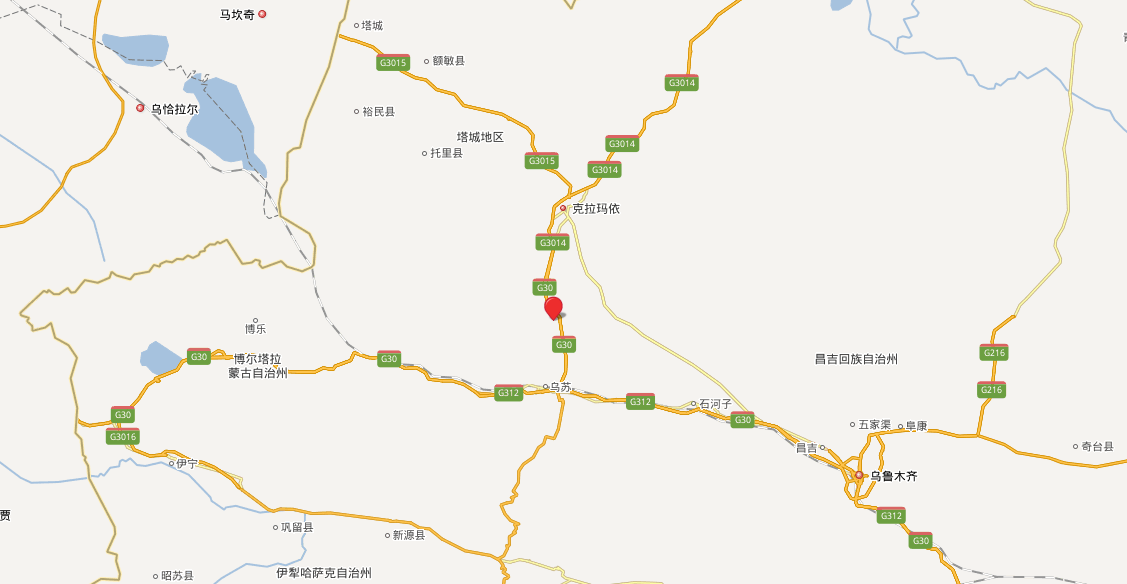 马坎奇
塔城
G3015
额敏县
G3014
乌恰拉尔
裕民县
塔城地区
G3014
托里县
G3015
G3014
克拉玛依
G3014
G30
博乐
G30
G30
博尔塔拉
蒙古自治州
G30
G216
昌吉回族自治州
G312
乌苏
G216
G312
石河子
G30
G30
G3016
五家渠
阜康
昌吉
奇台县
伊宁
乌鲁木齐
贾
G312
巩留县
新源县
G30
昭苏县
伊犁哈萨克自治州